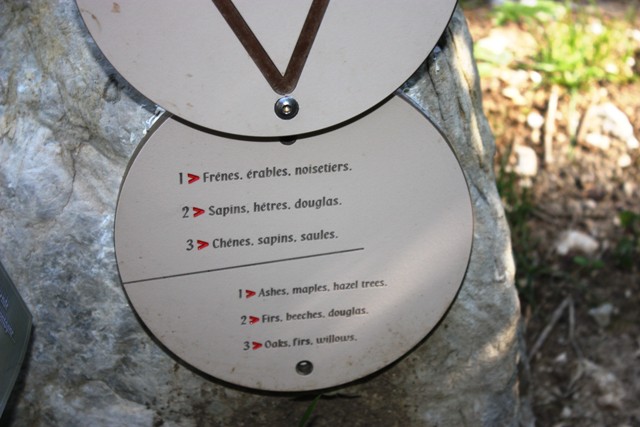 1 > Frênes, érables, noisetiers.
2 > Sapins, hêtres, douglas.
3 > Chênes, sapins, saules.
1 > Ashes, maples, hazel trees.
2 > Firs, beeches, douglas.
3 > Oaks, firs, willows.